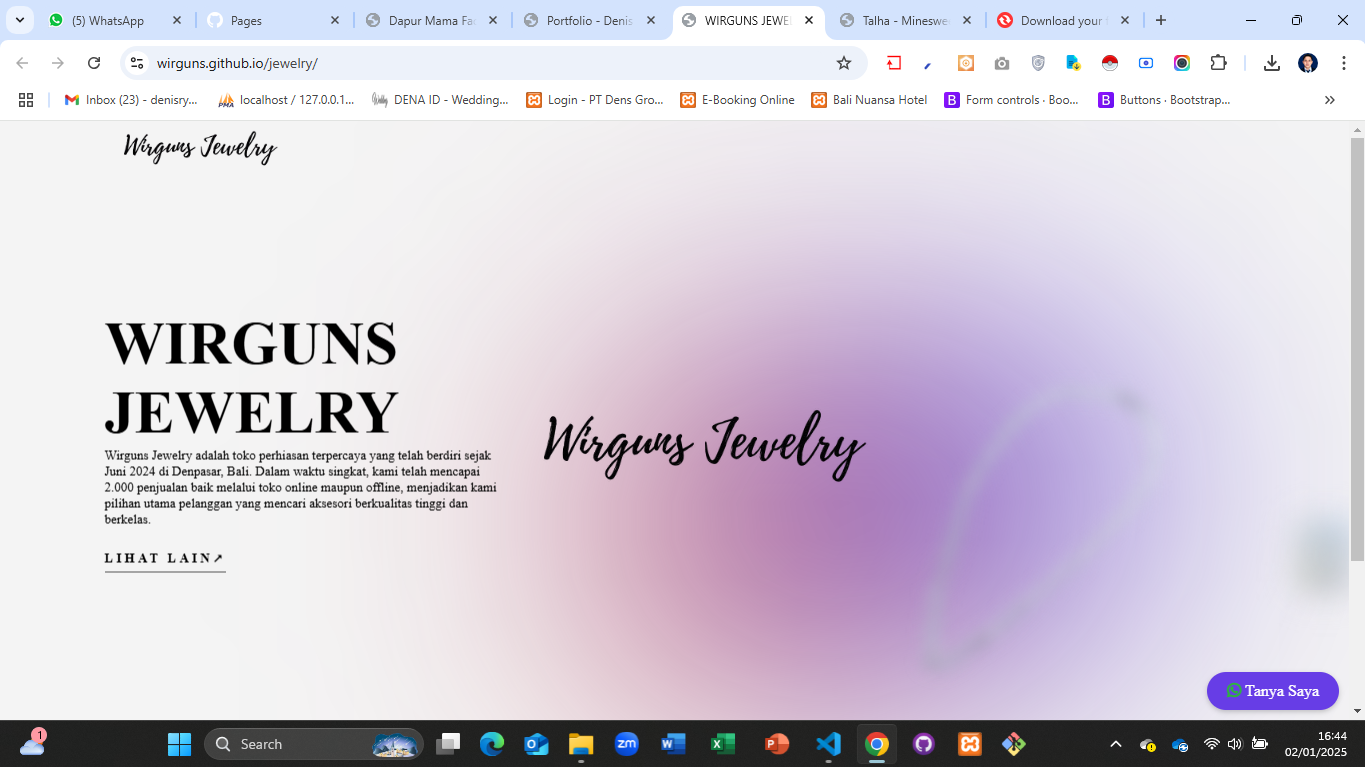 (5) WhatsApp
Pages
Dapur Mama Fa
Portfolio - Denis
WIRGUNS JEWEL
Talha - Mineswe
Download your
wirguns.github.io/jewelry/
Inbox (23) - denisry...
localhost / 127.0.0.1...
DENA ID - Wedding...
Login - PT Dens Gro...
E-Booking Online
Bali Nuansa Hotel
Form controls · Boo...
Buttons · Bootstrap...
Wirguns Jewelry
WIRGUNS
JEWELRY
Wirguns Jewelry adalah toko perhiasan terpercaya yang telah berdiri sejak
Juni 2024 di Denpasar, Bali. Dalam waktu singkat, kami telah mencapai
2.000 penjualan baik melalui toko online maupun offline, menjadikan kami
pilihan utama pelanggan yang mencari aksesori berkualitas tinggi dan
berkelas.
LIHAT LAIN↗
Wirguns Jewelry
Tanya Saya
1
Search
16:44
02/01/2025